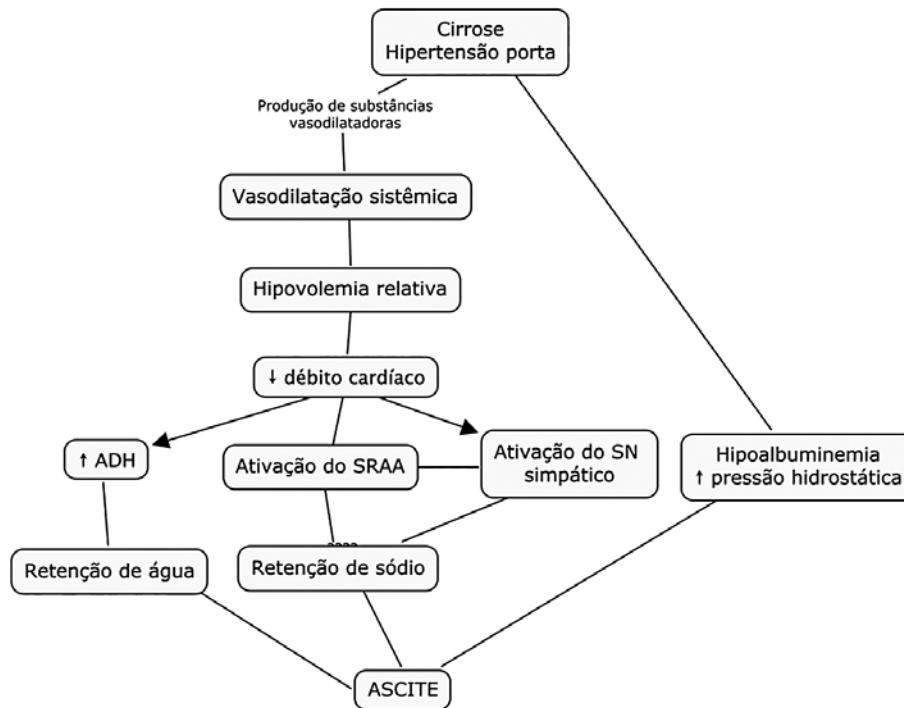 Cirrose
Hipertensão porta
Produção de substâncias
vasodilatadoras
Vasodilatação sistêmica
Hipovolemia relativa
↓ débito cardíaco
↑ ADH
Ativação do SRAA
Ativação do SN
simpático
Hipoalbuminemia
↑ pressão hidrostática
Retenção de água
Retenção de sódio
ASCITE